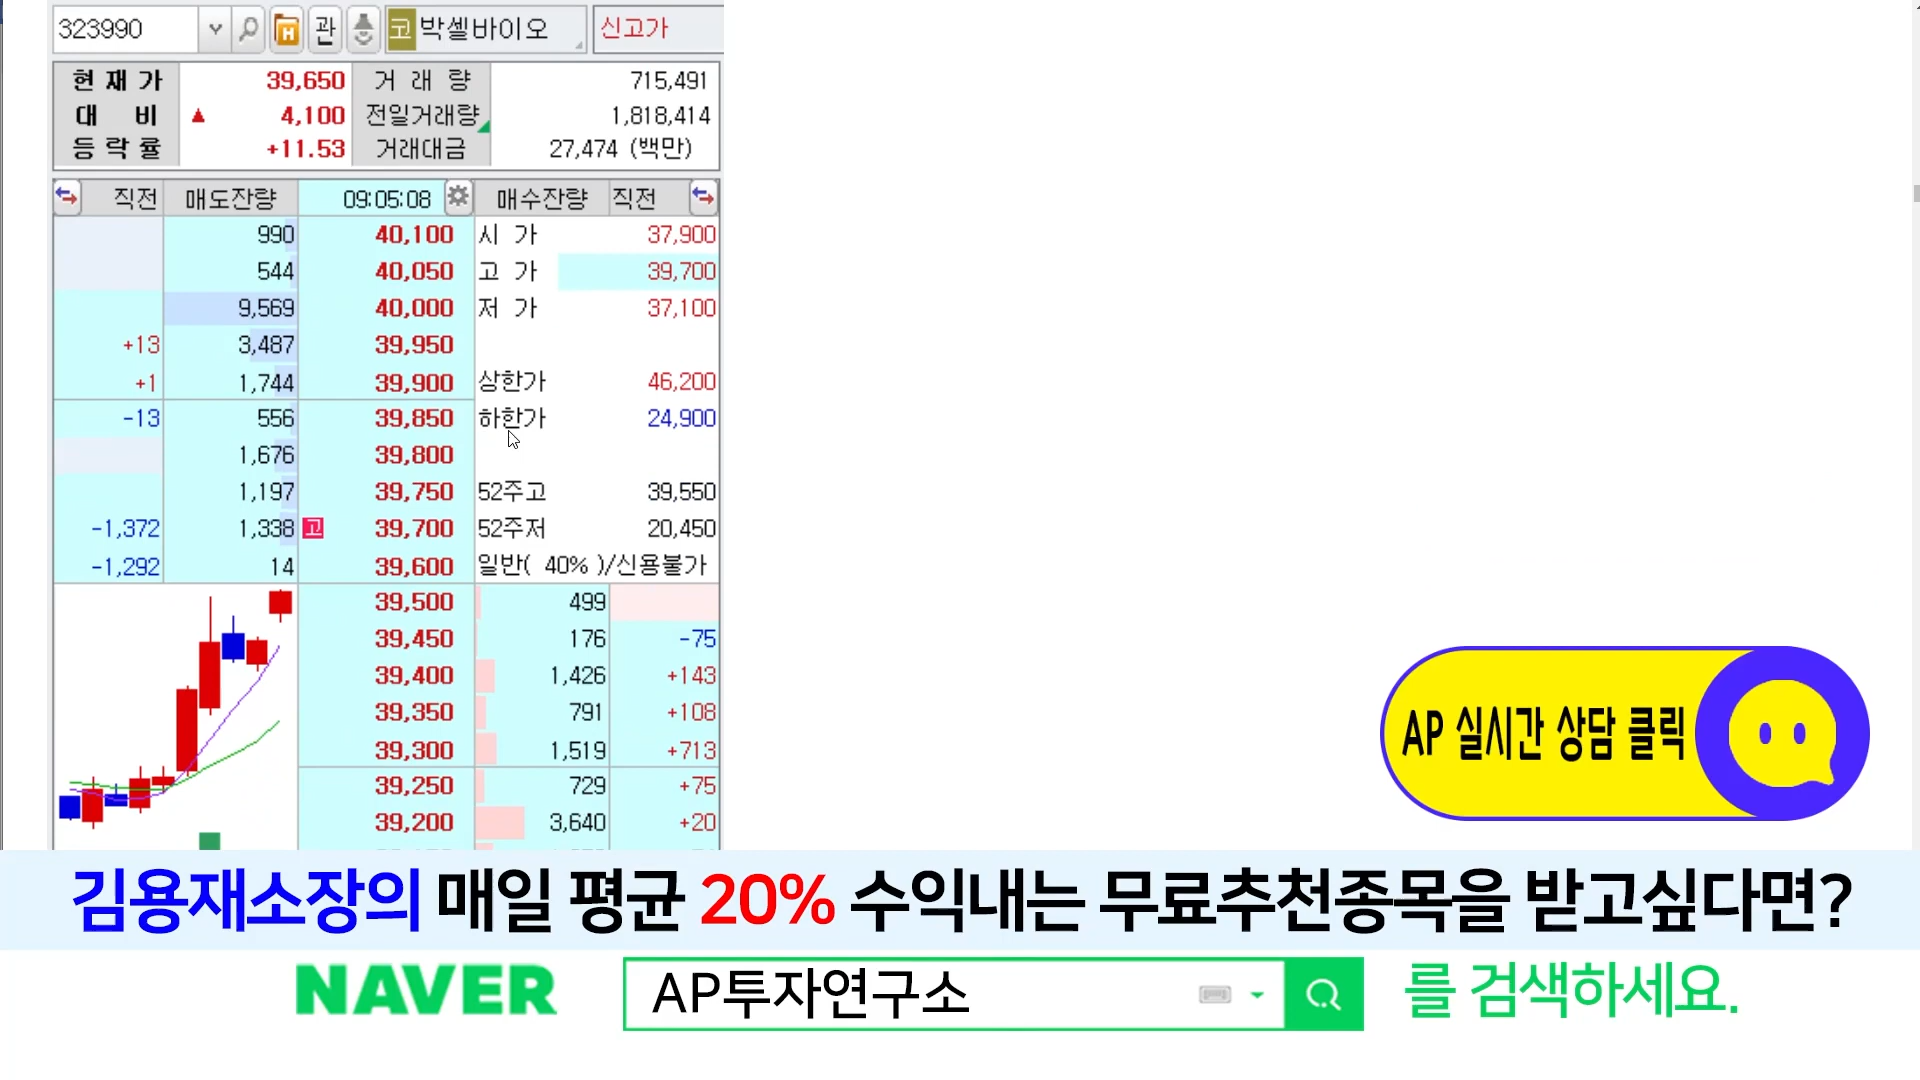 323990 관 코 박셀바이오 신고가
현 재 가 39,650 거 래 량 715,491
대 비 ▲ 4,100 전일거래량 1,818,414
등 락 률 +11.53 거래대금 27,474 (백만)
직전 매도잔량 09:05:08 매수잔량 직전
990 40,100 시 가 37,900
544 40,050 고 가 39,700
9,569 40,000 저 가 37,100
+13 3,487 39,950
+1 1,744 39,900 상한가 46,200
-13 556 39,850 하한가 24,900
1,676 39,800
1,197 39,750 52주고 39,550
-1,372 1,338 고 39,700 52주저 20,450
-1,292 14 39,600 일반( 40% )/신용불가
39,500 499
39,450 176 -75
39,400 1,426 +143
39,350 791 +108
39,300 1,519 +713
39,250 729 +75
39,200 3,640 +20
AP 실시간 상담 클릭
김용재소장의 매일 평균 20% 수익내는 무료추천종목을 받고싶다면?
NAVER AP투자연구소 를 검색하세요.